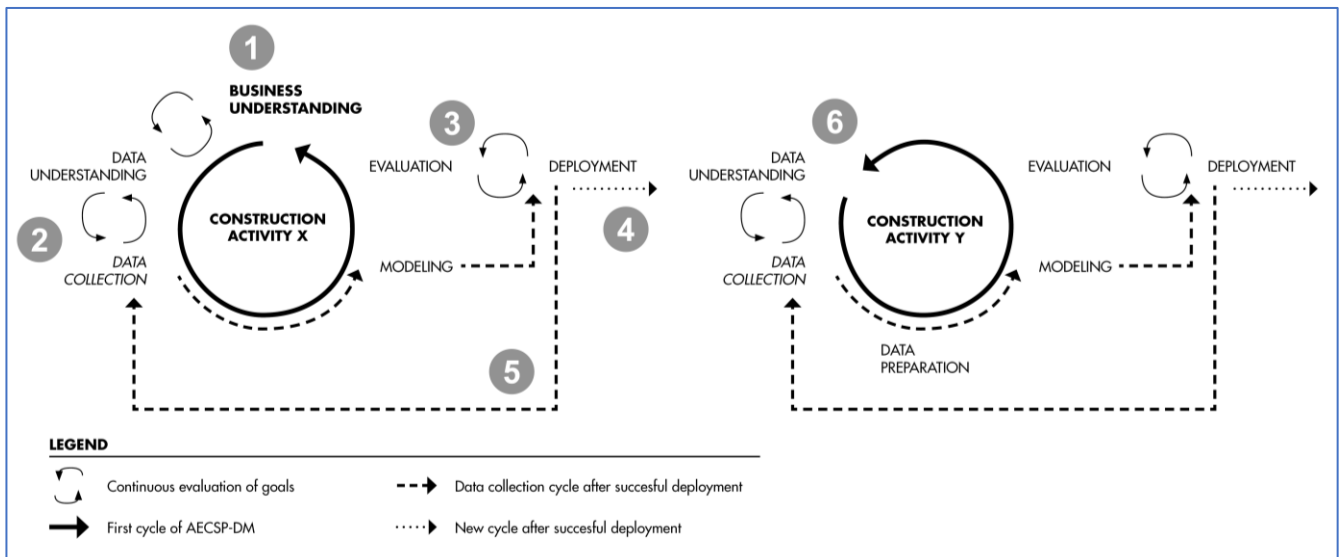 1
BUSINESS
UNDERSTANDING
DATA
UNDERSTANDING
2
DATA
COLLECTION
CONSTRUCTION
ACTIVITY X
3
EVALUATION
DEPLOYMENT
4
MODELING
5
6
DATA
UNDERSTANDING
DATA
COLLECTION
CONSTRUCTION
ACTIVITY Y
EVALUATION
DEPLOYMENT
MODELING
DATA
PREPARATION
LEGEND
Continuous evaluation of goals
Data collection cycle after succesful deployment
First cycle of AECSP-DM
New cycle after succesful deployment